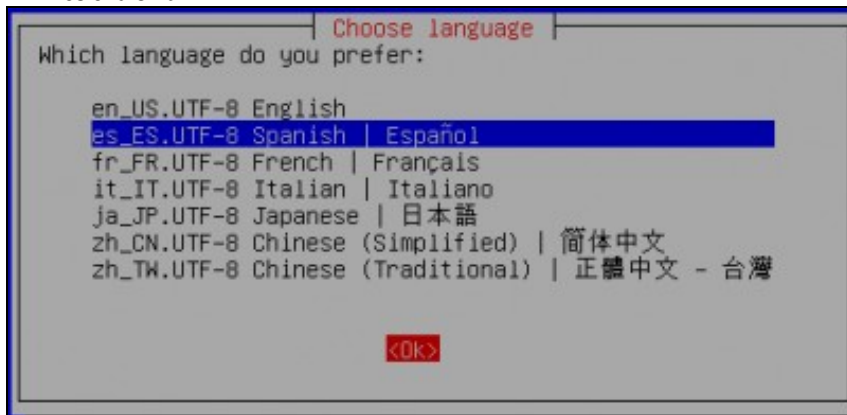 Choose language
Which language do you prefer:
en_US.UTF-8 English
es_ES.UTF-8 Spanish | Español
fr_FR.UTF-8 French | Français
it_IT.UTF-8 Italian | Italiano
ja_JP.UTF-8 Japanese | 日本語
zh_CN.UTF-8 Chinese (Simplified) | 简体中文
zh_TW.UTF-8 Chinese (Traditional) | 正體中文 - 台灣
<Ok>